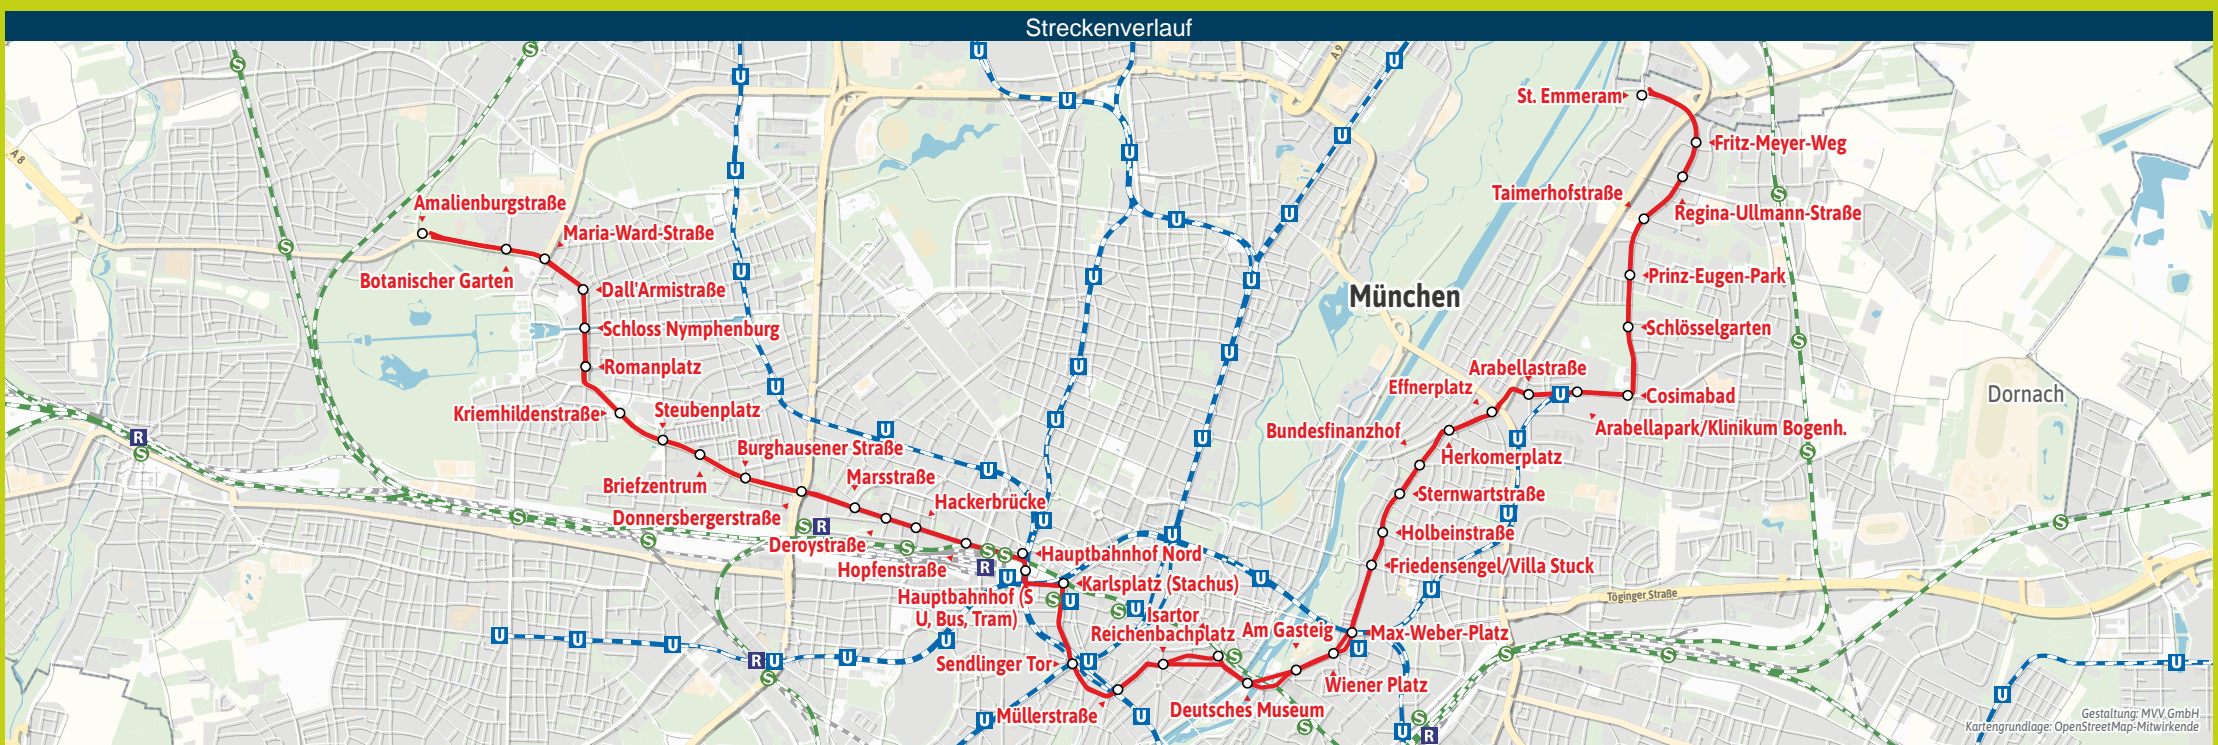 Streckenverlauf
A 9
St. Emmeram
Fritz-Meyer-Weg
A 8
Taimerhofstraße
Amalienburgstraße
Regina-Ullmann-Straße
Maria-Ward-Straße
Botanischer Garten
Prinz-Eugen-Park
Dall'Armistraße
München
Schloss Nymphenburg
Schlösselgarten
Romanplatz
Arabellastraße
Effnerplatz
Cosimabad
Dornach
Kriemhildenstraße
Steubenplatz
Bundesfinanzhof
Arabellapark/Klinikum Bogenh.
Burghausener Straße
Herkomerplatz
Marsstraße
Briefzentrum
Sternwartstraße
Hackerbrücke
Donnersbergerstraße
Holbeinstraße
Deroystraße
Hauptbahnhof Nord
Friedensengel/Villa Stuck
Hopfenstraße
Karlsplatz (Stachus)
Hauptbahnhof (S
U, Bus, Tram)
Töginger Straße
Isartor
Reichenbachplatz
Am Gasteig
Max-Weber-Platz
Sendlinger Tor
Wiener Platz
Müllerstraße
Deutsches Museum
Gestaltung: MVV GmbH
Kartengrundlage: OpenStreetMap-Mitwirkende